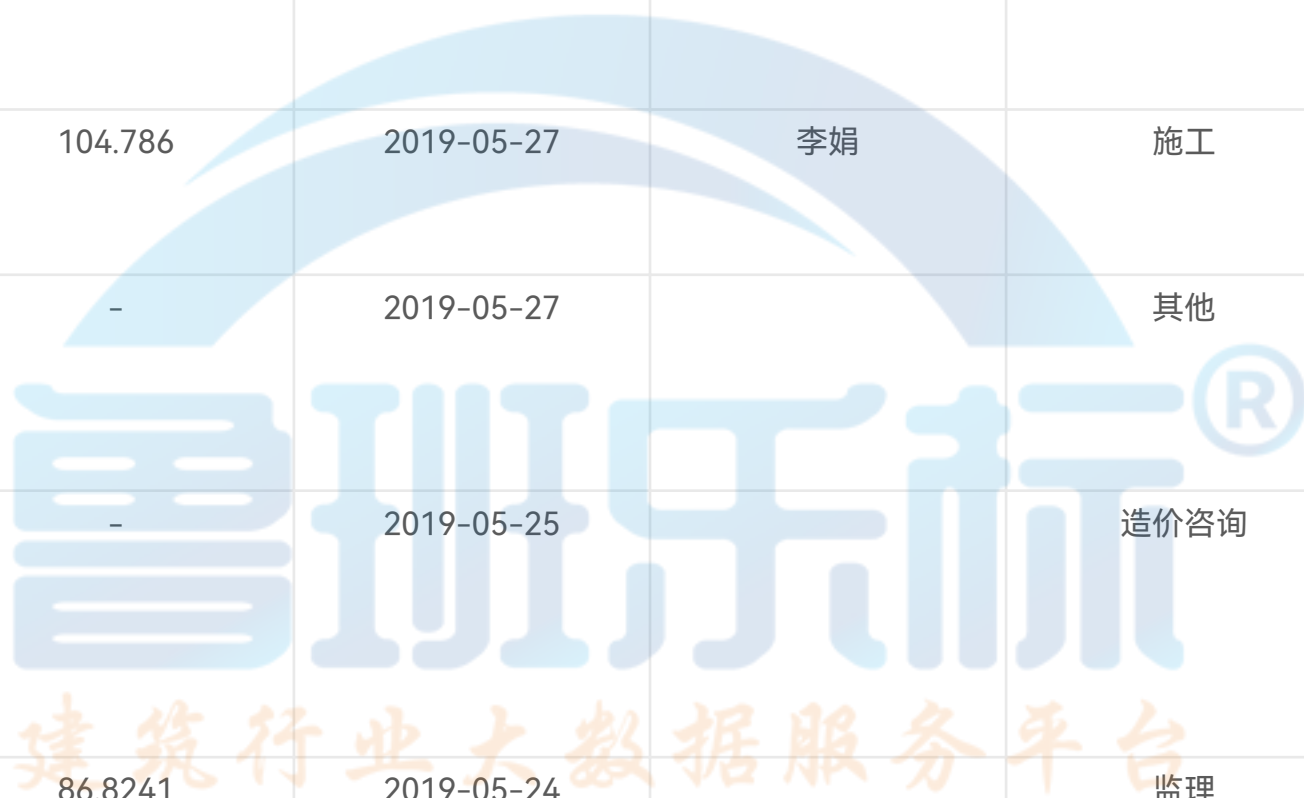 104.786 2019-05-27 李娟 施工
- 2019-05-27 其他
鲁班乐标®
- 2019-05-25 造价咨询
建筑行业大数据服务平台
86.8241 2019-05-24 监理